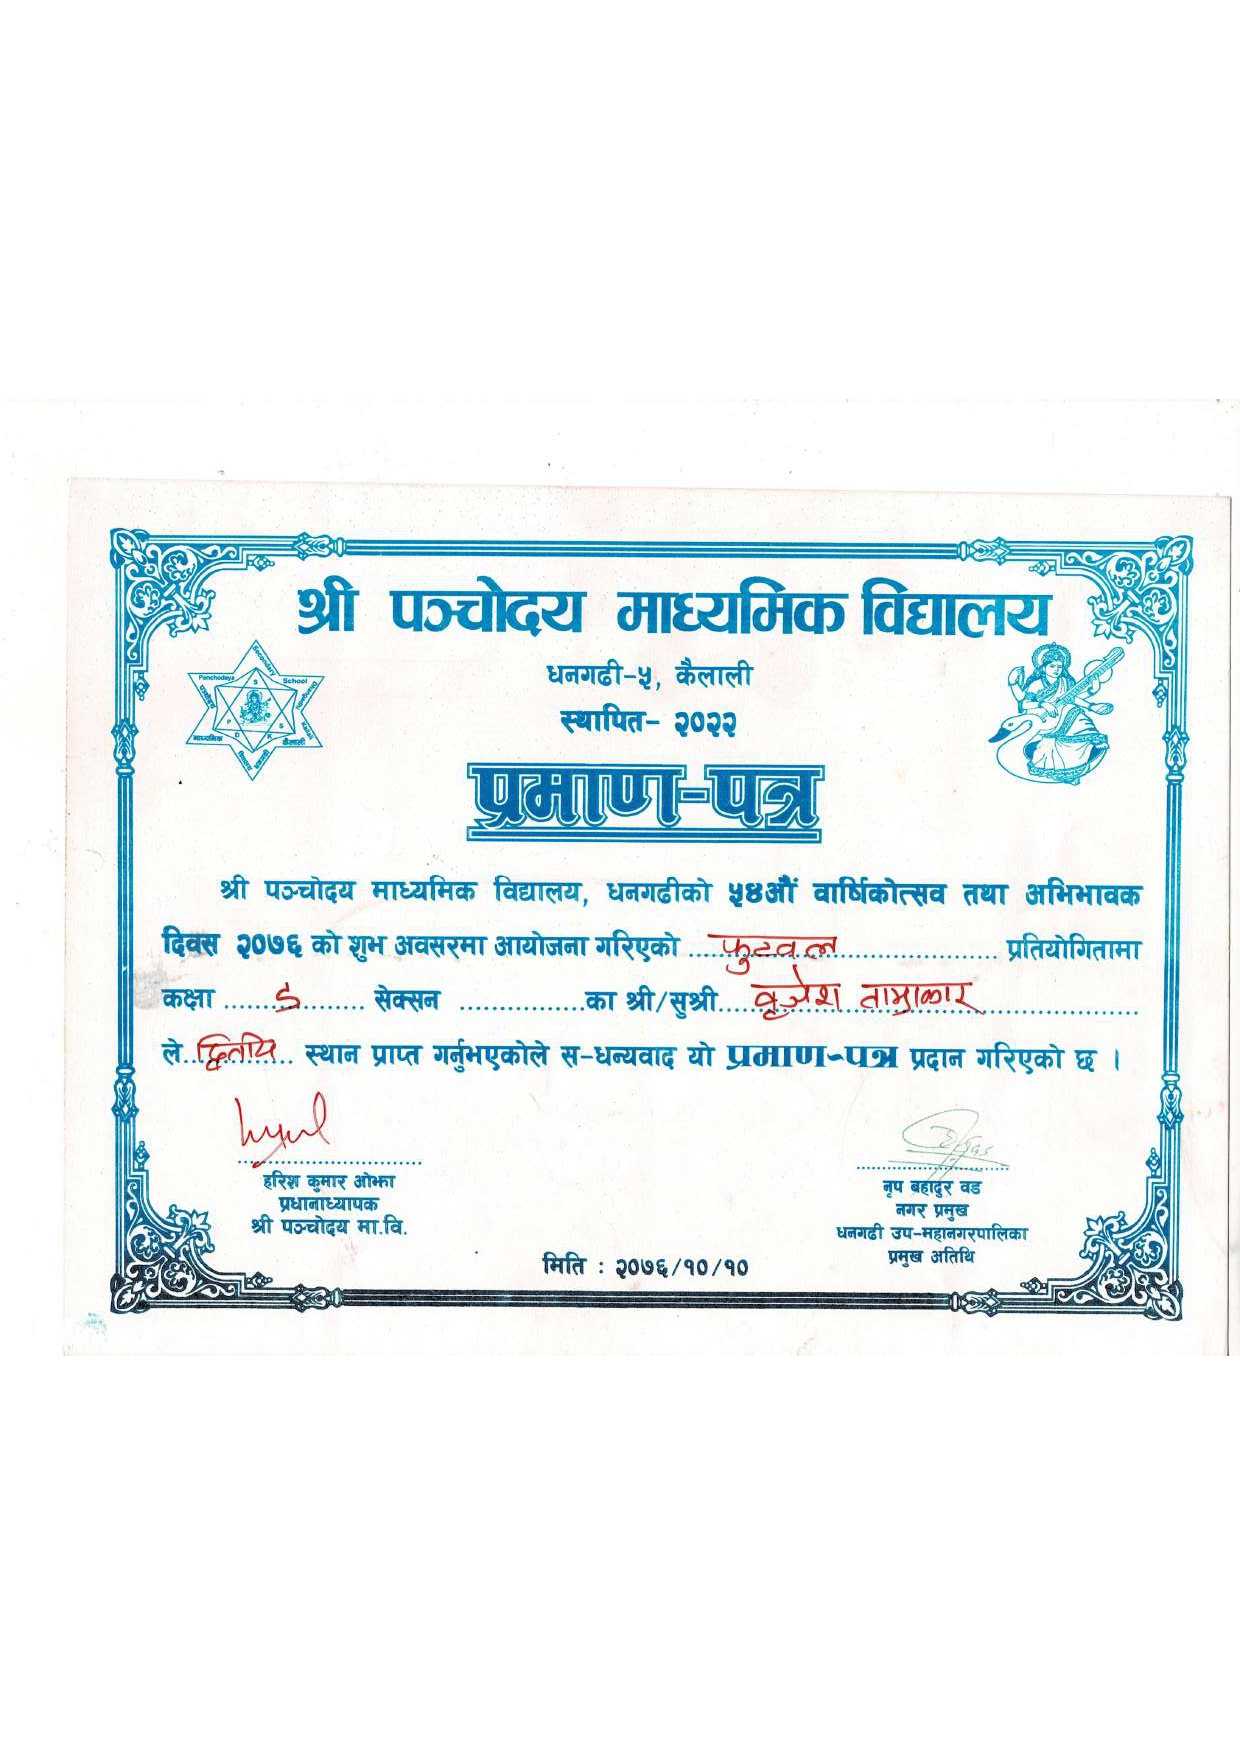 श्री पञ्चोदय माध्यमिक विद्यालय
धनगढी-५, कैलाली
स्थापित- २०२२
Panchodaya
Secondary
School
माध्यमिक
कैलाली
प्रमाण-पत्र
श्री पञ्चोदय माध्यमिक विद्यालय, धनगढीको ५४औं वार्षिकोत्सव तथा अभिभावक
दिवस २०७६ को शुभ अवसरमा आयोजना गरिएको फुटवल प्रतियोगितामा
कक्षा ........ सेक्सन ........का श्री/सुश्री वृजेश ताम्राकार
ले द्वितीय स्थान प्राप्त गर्नुभएकोले स-धन्यवाद यो प्रमाण-पत्र प्रदान गरिएको छ ।
हरिश कुमार ओझा
प्रधानाध्यापक
श्री पञ्चोदय मा.वि.
नृप बहादुर वड
नगर प्रमुख
धनगढी उप-महानगरपालिका
प्रमुख अतिथि
मिति : २०७६/१०/१०